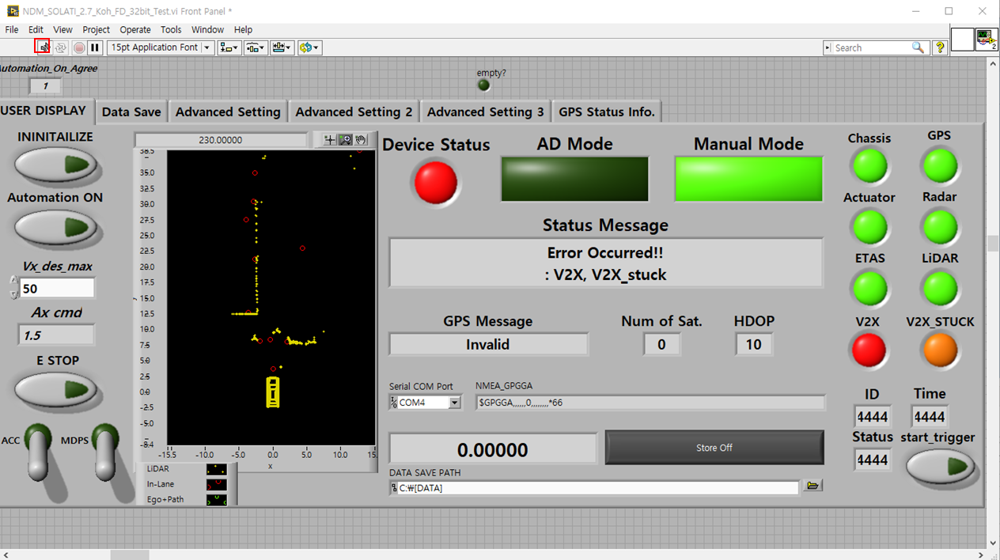 NDM_SOLATI_2.7_Koh_FD_32bit_Test.vi Front Panel *
File Edit View Project Operate Tools Window Help
15pt Application Font
Search
?
2
Automation_On_Agree
1
empty?
USER DISPLAY
Data Save
Advanced Setting
Advanced Setting 2
Advanced Setting 3
GPS Status Info.
ININITAILIZE
Automation ON
Vx_des_max
50
Ax cmd
1.5
E STOP
ACC
MDPS
230.00000
38.5
35.0
32.5
30.0
27.5
25.0
22.5
20.0
17.5
15.0
12.5
10.0
7.5
5.0
2.5
0.0
-2.5
-5.0
-8.4
-15.5 -10.0 -5.0 0.0 5.0 10.0 15.
x
LiDAR
In-Lane
Ego+Path
Device Status
AD Mode
Manual Mode
Status Message
Error Occurred!!
: V2X, V2X_stuck
GPS Message
Invalid
Num of Sat.
0
HDOP
10
Serial COM Port
COM4
NMEA_GPGGA
$GPGGA,,,,,,0,,,,,,,,*66
0.00000
Store Off
DATA SAVE PATH
C:₩[DATA]
Chassis
GPS
Actuator
Radar
ETAS
LiDAR
V2X
V2X_STUCK
ID
Time
4444
4444
Status
start_trigger
4444